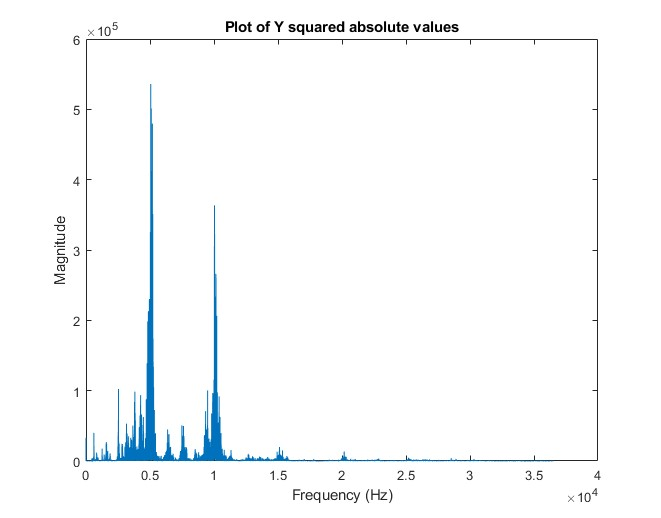 Plot of Y squared absolute values
×10^5
6
5
4
3
2
1
0
Magnitude
0 0.5 1 1.5 2 2.5 3 3.5 4
Frequency (Hz)
×10^4